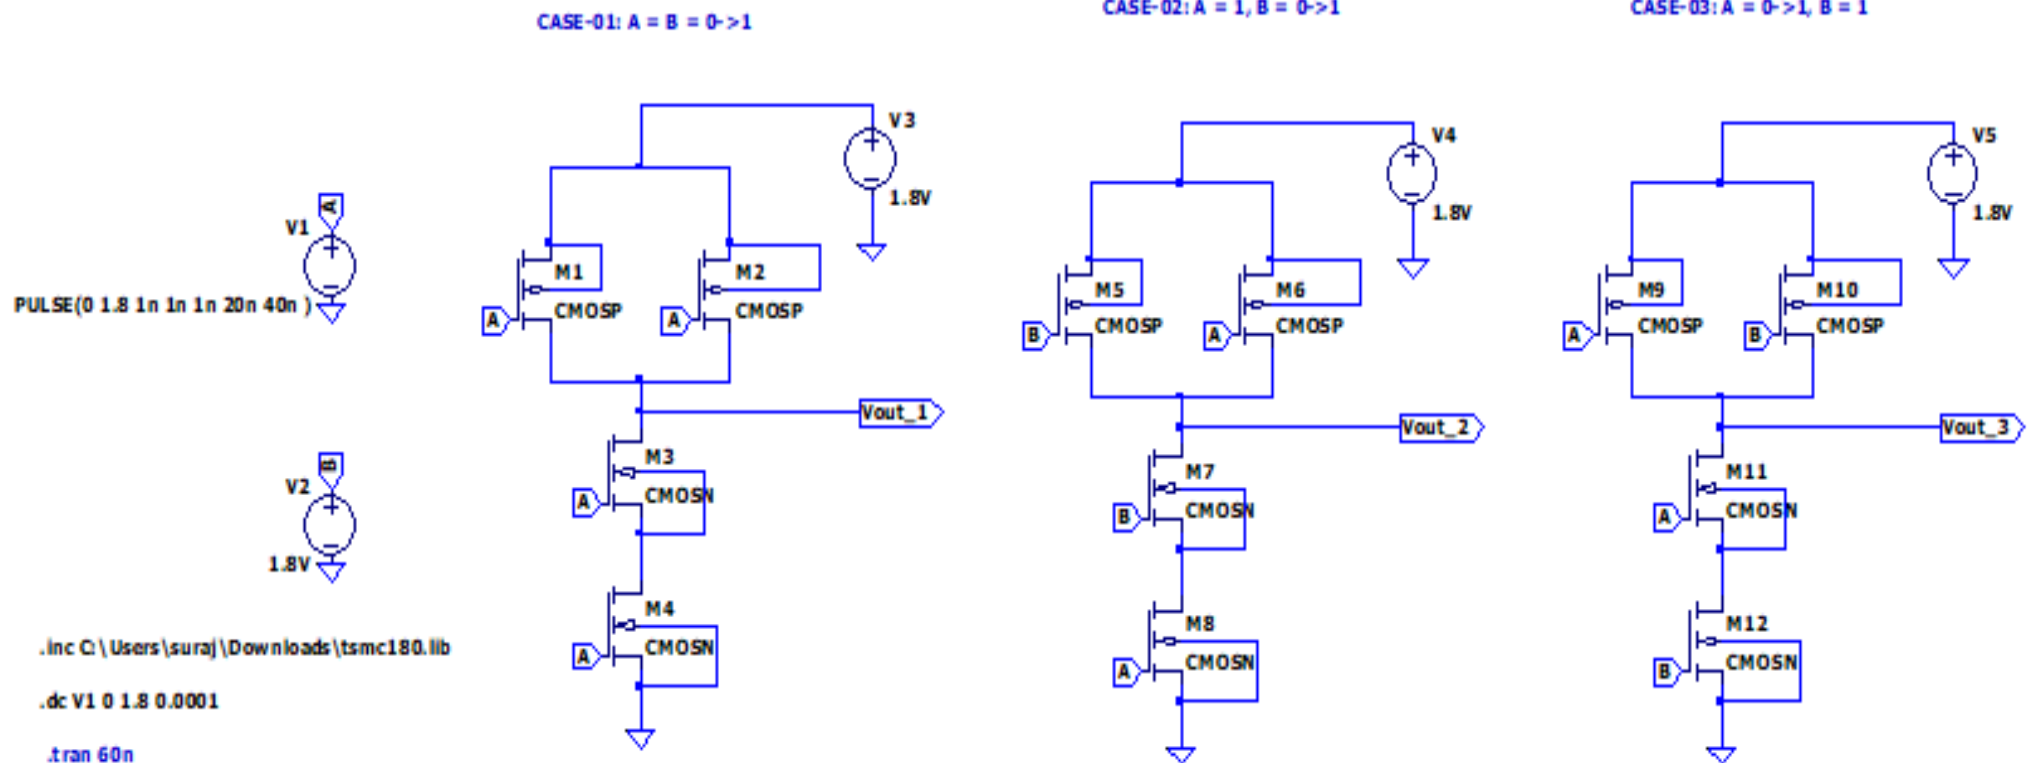 CASE-01: A = B = 0->1
CASE-02: A = 1, B = 0->1
CASE-03: A = 0->1, B = 1
V1
A
PULSE(0 1.8 1n 1n 1n 20n 40n )
V2
B
1.8V
.inc C:\Users\suraj\Downloads\tsmc180.lib
.dc V1 0 1.8 0.0001
.tran 60n
V3
1.8V
M1
CMOSP
A
M2
CMOSP
A
Vout_1
M3
CMOSN
A
M4
CMOSN
A
V4
1.8V
M5
CMOSP
B
M6
CMOSP
A
Vout_2
M7
CMOSN
B
M8
CMOSN
A
V5
1.8V
M9
CMOSP
A
M10
CMOSP
B
Vout_3
M11
CMOSN
A
M12
CMOSN
B